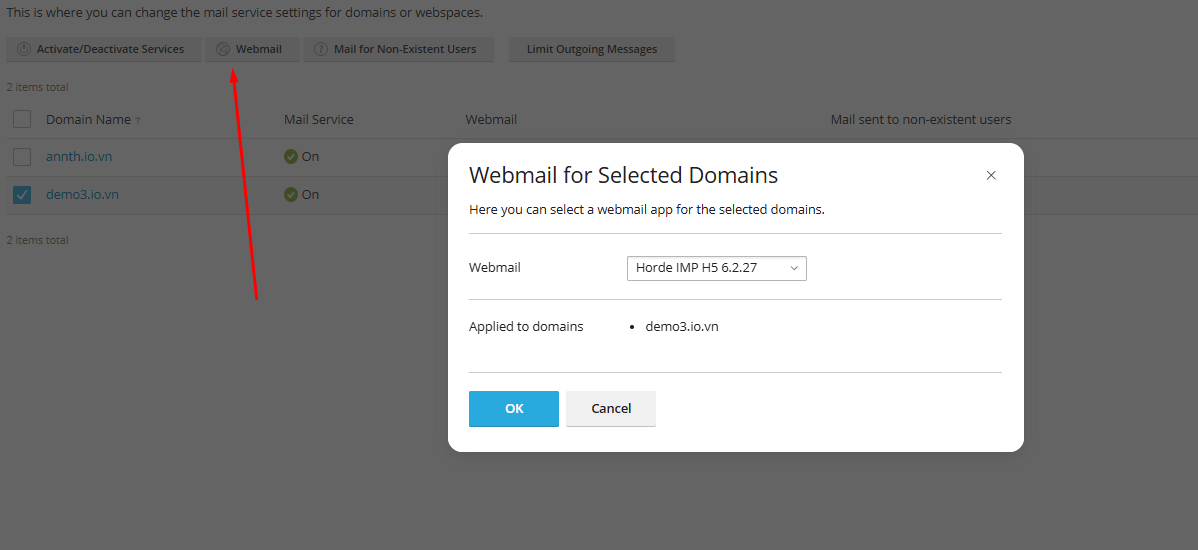 This is where you can change the mail service settings for domains or webspaces.
Activate/Deactivate Services Webmail Mail for Non-Existent Users Limit Outgoing Messages
2 items total
Domain Name Mail Service Webmail Mail sent to non-existent users
annth.io.vn On
demo3.io.vn On
2 items total
Webmail for Selected Domains
Here you can select a webmail app for the selected domains.
Webmail Horde IMP H5 6.2.27
Applied to domains • demo3.io.vn
OK Cancel